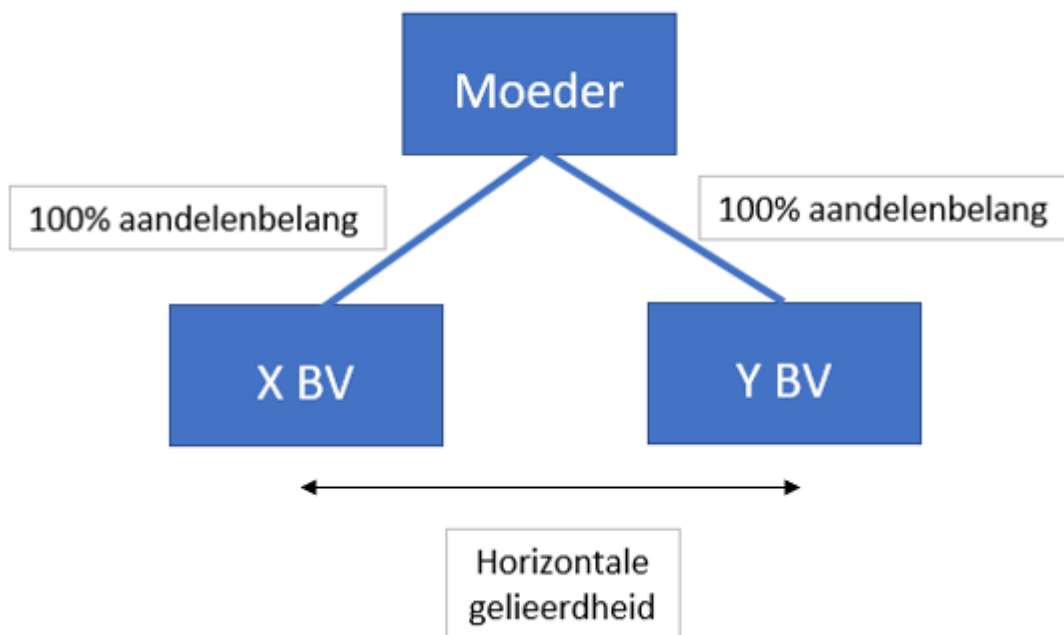 Moeder
100% aandelenbelang
100% aandelenbelang
X BV
Y BV
Horizontale
gelieerdheid